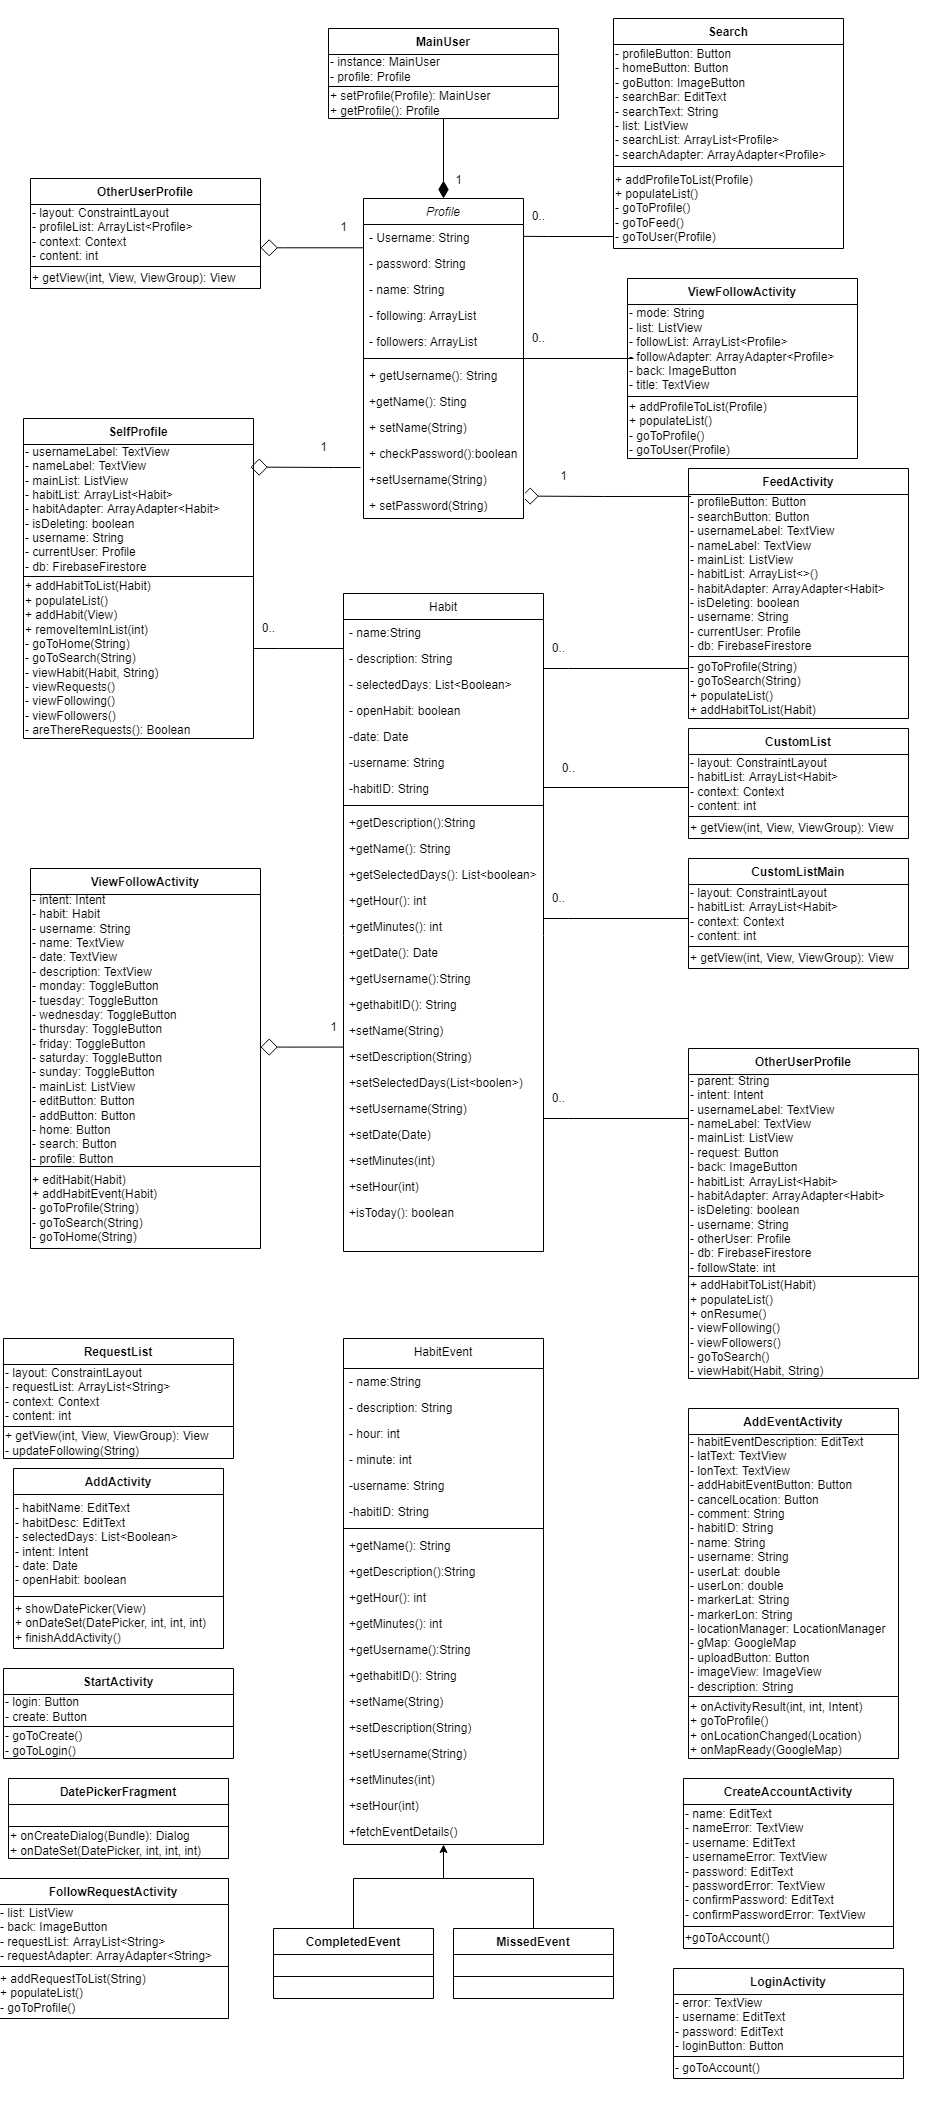 MainUser
- instance: MainUser
- profile: Profile
+ setProfile(Profile): MainUser
+ getProfile(): Profile
Search
- profileButton: Button
- homeButton: Button
- goButton: ImageButton
- searchBar: EditText
- searchText: String
- list: ListView
- searchList: ArrayList<Profile>
- searchAdapter: ArrayAdapter<Profile>
+ addProfileToList(Profile)
+ populateList()
- goToProfile()
- goToFeed()
- goToUser(Profile)
OtherUserProfile
- layout: ConstraintLayout
- profileList: ArrayList<Profile>
- context: Context
- content: int
+ getView(int, View, ViewGroup): View
1
1
0..
Profile
- Username: String
- password: String
- name: String
- following: ArrayList
- followers: ArrayList
+ getUsername(): String
+getName(): Sting
+ setName(String)
+ checkPassword():boolean
+setUsername(String)
+ setPassword(String)
0..
ViewFollowActivity
- mode: String
- list: ListView
- followList: ArrayList<Profile>
- followAdapter: ArrayAdapter<Profile>
- back: ImageButton
- title: TextView
+ addProfileToList(Profile)
+ populateList()
- goToProfile()
- goToUser(Profile)
SelfProfile
- usernameLabel: TextView
- nameLabel: TextView
- mainList: ListView
- habitList: ArrayList<Habit>
- habitAdapter: ArrayAdapter<Habit>
- isDeleting: boolean
- username: String
- currentUser: Profile
- db: FirebaseFirestore
+ addHabitToList(Habit)
+ populateList()
+ addHabit(View)
+ removeItemInList(int)
- goToHome(String)
- goToSearch(String)
- viewHabit(Habit, String)
- viewRequests()
- viewFollowing()
- viewFollowers()
- areThereRequests(): Boolean
1
1
FeedActivity
- profileButton: Button
- searchButton: Button
- usernameLabel: TextView
- nameLabel: TextView
- mainList: ListView
- habitList: ArrayList<>()
- habitAdapter: ArrayAdapter<Habit>
- isDeleting: boolean
- username: String
- currentUser: Profile
- db: FirebaseFirestore
- goToProfile(String)
- goToSearch(String)
+ populateList()
+ addHabitToList(Habit)
0..
0..
Habit
- name:String
- description: String
- selectedDays: List<Boolean>
- openHabit: boolean
-date: Date
-username: String
-habitID: String
+getDescription():String
+getName(): String
+getSelectedDays(): List<boolean>
+getHour(): int
+getMinutes(): int
+getDate(): Date
+getUsername():String
+gethabitID(): String
+setName(String)
+setDescription(String)
+setSelectedDays(List<boolen>)
+setUsername(String)
+setDate(Date)
+setMinutes(int)
+setHour(int)
+isToday(): boolean
0..
CustomList
- layout: ConstraintLayout
- habitList: ArrayList<Habit>
- context: Context
- content: int
+ getView(int, View, ViewGroup): View
0..
CustomListMain
- layout: ConstraintLayout
- habitList: ArrayList<Habit>
- context: Context
- content: int
+ getView(int, View, ViewGroup): View
ViewFollowActivity
- intent: Intent
- habit: Habit
- username: String
- name: TextView
- date: TextView
- description: TextView
- monday: ToggleButton
- tuesday: ToggleButton
- wednesday: ToggleButton
- thursday: ToggleButton
- friday: ToggleButton
- saturday: ToggleButton
- sunday: ToggleButton
- mainList: ListView
- editButton: Button
- addButton: Button
- home: Button
- search: Button
- profile: Button
+ editHabit(Habit)
+ addHabitEvent(Habit)
- goToProfile(String)
- goToSearch(String)
- goToHome(String)
1
0..
OtherUserProfile
- parent: String
- intent: Intent
- usernameLabel: TextView
- nameLabel: TextView
- mainList: ListView
- request: Button
- back: ImageButton
- habitList: ArrayList<Habit>
- habitAdapter: ArrayAdapter<Habit>
- isDeleting: boolean
- username: String
- otherUser: Profile
- db: FirebaseFirestore
- followState: int
+ addHabitToList(Habit)
+ populateList()
+ onResume()
- viewFollowing()
- viewFollowers()
- goToSearch()
- viewHabit(Habit, String)
RequestList
- layout: ConstraintLayout
- requestList: ArrayList<String>
- context: Context
- content: int
+ getView(int, View, ViewGroup): View
- updateFollowing(String)
HabitEvent
- name:String
- description: String
- hour: int
- minute: int
-username: String
-habitID: String
+getName(): String
+getDescription():String
+getHour(): int
+getMinutes(): int
+getUsername():String
+gethabitID(): String
+setName(String)
+setDescription(String)
+setUsername(String)
+setMinutes(int)
+setHour(int)
+fetchEventDetails()
AddActivity
- habitName: EditText
- habitDesc: EditText
- selectedDays: List<Boolean>
- intent: Intent
- date: Date
- openHabit: boolean
+ showDatePicker(View)
+ onDateSet(DatePicker, int, int, int)
+ finishAddActivity()
AddEventActivity
- habitEventDescription: EditText
- latText: TextView
- lonText: TextView
- addHabitEventButton: Button
- cancelLocation: Button
- comment: String
- habitID: String
- name: String
- username: String
- userLat: double
- userLon: double
- markerLat: String
- markerLon: String
- locationManager: LocationManager
- gMap: GoogleMap
- uploadButton: Button
- imageView: ImageView
- description: String
+ onActivityResult(int, int, Intent)
+ goToProfile()
+ onLocationChanged(Location)
+ onMapReady(GoogleMap)
StartActivity
- login: Button
- create: Button
- goToCreate()
- goToLogin()
DatePickerFragment
+ onCreateDialog(Bundle): Dialog
+ onDateSet(DatePicker, int, int, int)
CreateAccountActivity
- name: EditText
- nameError: TextView
- username: EditText
- usernameError: TextView
- password: EditText
- passwordError: TextView
- confirmPassword: EditText
- confirmPasswordError: TextView
+goToAccount()
FollowRequestActivity
- list: ListView
- back: ImageButton
- requestList: ArrayList<String>
- requestAdapter: ArrayAdapter<String>
+ addRequestToList(String)
+ populateList()
- goToProfile()
CompletedEvent
MissedEvent
LoginActivity
- error: TextView
- username: EditText
- password: EditText
- loginButton: Button
- goToAccount()